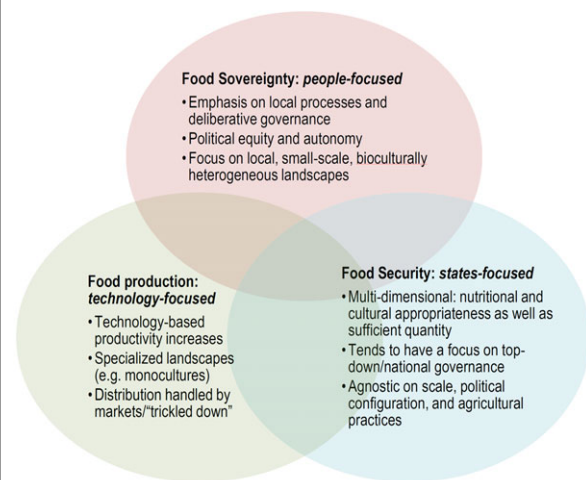 Food Sovereignty: people-focused
• Emphasis on local processes and
deliberative governance
• Political equity and autonomy
• Focus on local, small-scale, bioculturally
heterogeneous landscapes
Food production:
technology-focused
• Technology-based
productivity increases
• Specialized landscapes
(e.g. monocultures)
• Distribution handled by
markets/“trickled down”
Food Security: states-focused
• Multi-dimensional: nutritional and
cultural appropriateness as well as
sufficient quantity
• Tends to have a focus on top-
down/national governance
• Agnostic on scale, political
configuration, and agricultural
practices